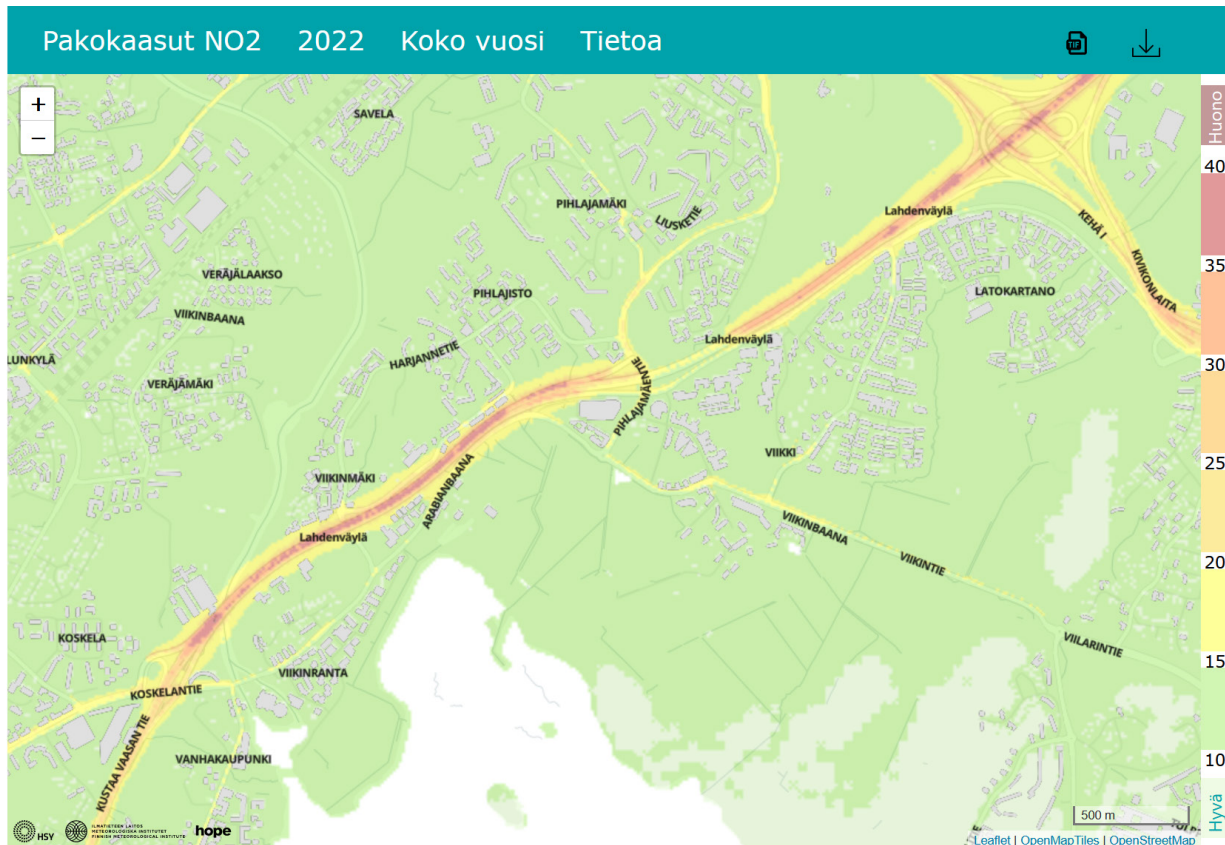 Pakokaasut NO2 2022 Koko vuosi Tietoa
TIF
+
−
Huono
40
35
30
25
20
15
10
Hyvä
SAVELA
PIHLAJAMÄKI
LIUSKETIE
Lahdenväylä
KEHÄ I
KIVIKONLAITA
VERÄJÄLAAKSO
PIHLAJISTO
LATOKARTANO
VIIKINBAANA
Lahdenväylä
LUNKYLÄ
HARJANNETIE
VERÄJÄMÄKI
PIHLAJAMÄENTIE
VIIKKI
VIIKINMÄKI
ARABIANBAANA
VIIKINBAANA
Lahdenväylä
VIIKINTIE
KOSKELA
VIILARINTIE
VIIKINRANTA
KOSKELANTIE
VANHAKAUPUNKI
KUSTAA VAASAN TIE
500 m
HSY
ILMATIETEEN LAITOS
METEOROLOGISKA INSTITUTET
FINNISH METEOROLOGICAL INSTITUTE
hope
Leaflet | OpenMapTiles | OpenStreetMap